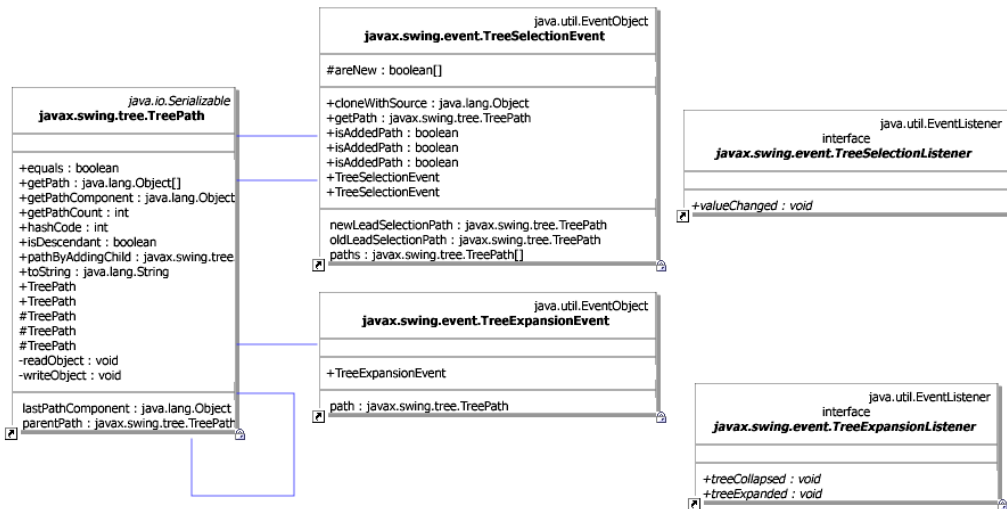 java.io.Serializable
javax.swing.tree.TreePath
+equals : boolean
+getPath : java.lang.Object[]
+getPathComponent : java.lang.Object
+getPathCount : int
+hashCode : int
+isDescendant : boolean
+pathByAddingChild : javax.swing.tree.
+toString : java.lang.String
+TreePath
+TreePath
#TreePath
#TreePath
#TreePath
-readObject : void
-writeObject : void
lastPathComponent : java.lang.Object
parentPath : javax.swing.tree.TreePath
java.util.EventObject
javax.swing.event.TreeSelectionEvent
#areNew : boolean[]
+cloneWithSource : java.lang.Object
+getPath : javax.swing.tree.TreePath
+isAddedPath : boolean
+isAddedPath : boolean
+isAddedPath : boolean
+TreeSelectionEvent
+TreeSelectionEvent
newLeadSelectionPath : javax.swing.tree.TreePath
oldLeadSelectionPath : javax.swing.tree.TreePath
paths : javax.swing.tree.TreePath[]
java.util.EventObject
javax.swing.event.TreeExpansionEvent
+TreeExpansionEvent
path : javax.swing.tree.TreePath
java.util.EventListener
interface
javax.swing.event.TreeSelectionListener
+valueChanged : void
java.util.EventListener
interface
javax.swing.event.TreeExpansionListener
+treeCollapsed : void
+treeExpanded : void